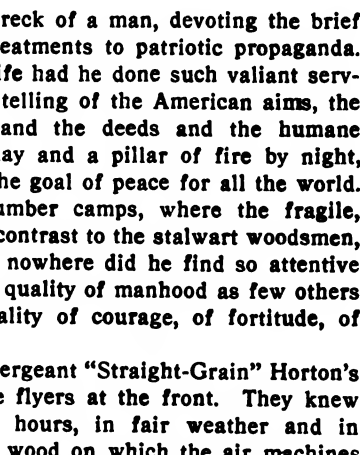 reck of a man, devoting the brief
eatments to patriotic propaganda.
ife had he done such valiant serv-
telling of the American aims, the
and the deeds and the humane
ay and a pillar of fire by night,
he goal of peace for all the world.
umber camps, where the fragile,
contrast to the stalwart woodsmen,
nowhere did he find so attentive
quality of manhood as few others
ality of courage, of fortitude, of
ergeant “Straight-Grain” Horton’s
e flyers at the front. They knew
hours, in fair weather and in
wood on which the air machines